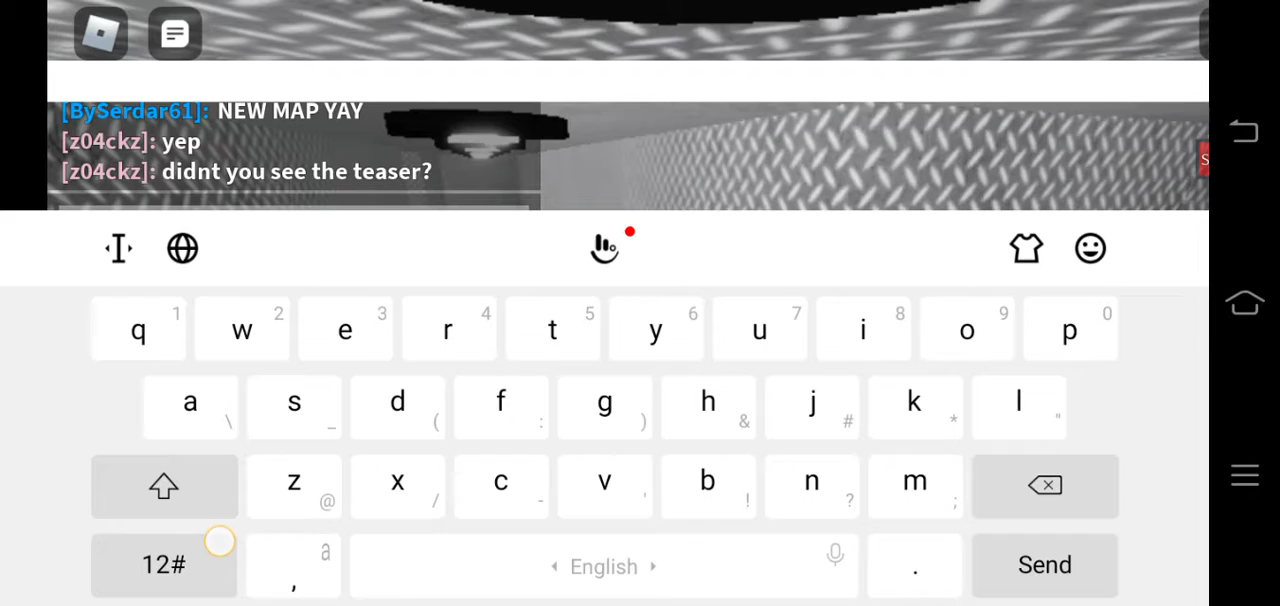 [BySerdar61]: NEW MAP YAY
[z04ckz]: yep
[z04ckz]: didnt you see the teaser?
S
q 1 w 2 e 3 r 4 t 5 y 6 u 7 i 8 o 9 p 0
a \ s _ d ( f : g ) h & j # k * l "
z @ x / c - v ' b ! n ? m ;
12# , a English . Send